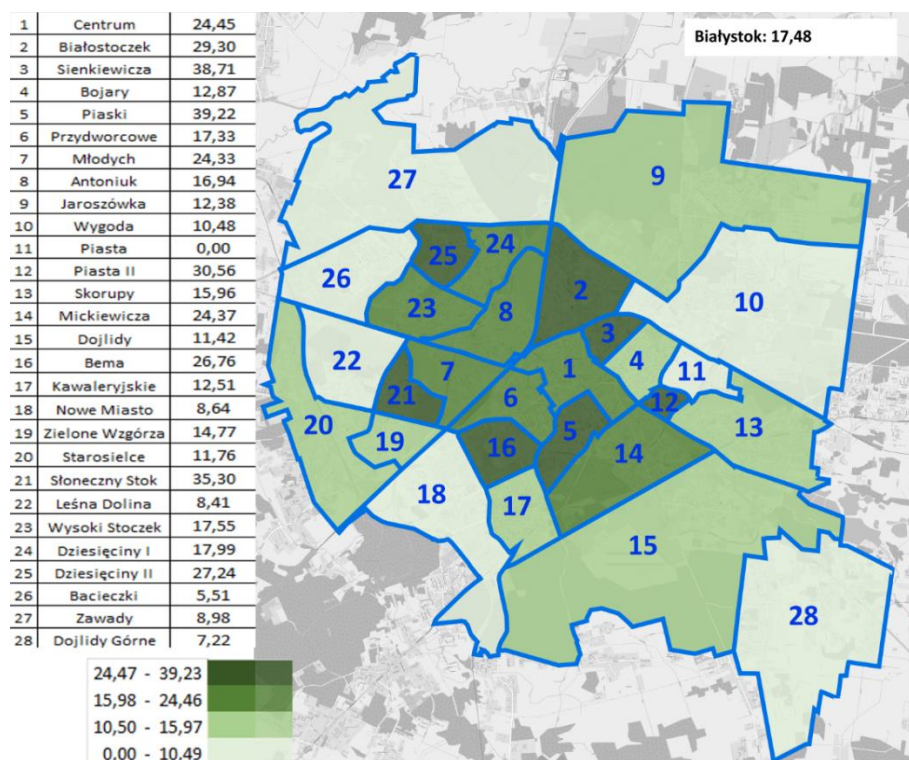 1 Centrum 24,45
2 Białostoczek 29,30
3 Sienkiewicza 38,71
4 Bojary 12,87
5 Piaski 39,22
6 Przydworcowe 17,33
7 Młodych 24,33
8 Antoniuk 16,94
9 Jaroszówka 12,38
10 Wygoda 10,48
11 Piasta 0,00
12 Piasta II 30,56
13 Skorupy 15,96
14 Mickiewicza 24,37
15 Dojlidy 11,42
16 Bema 26,76
17 Kawaleryjskie 12,51
18 Nowe Miasto 8,64
19 Zielone Wzgórza 14,77
20 Starosielce 11,76
21 Słoneczny Stok 35,30
22 Leśna Dolina 8,41
23 Wysoki Stoczek 17,55
24 Dziesięciny I 17,99
25 Dziesięciny II 27,24
26 Bacieczki 5,51
27 Zawady 8,98
28 Dojlidy Górne 7,22
24,47 - 39,23
15,98 - 24,46
10,50 - 15,97
0,00 - 10,49
Białystok: 17,48
27
9
24
25
26
2
10
23
8
3
22
7
1
4
11
21
6
12
20
5
13
19
16
14
18
17
15
28